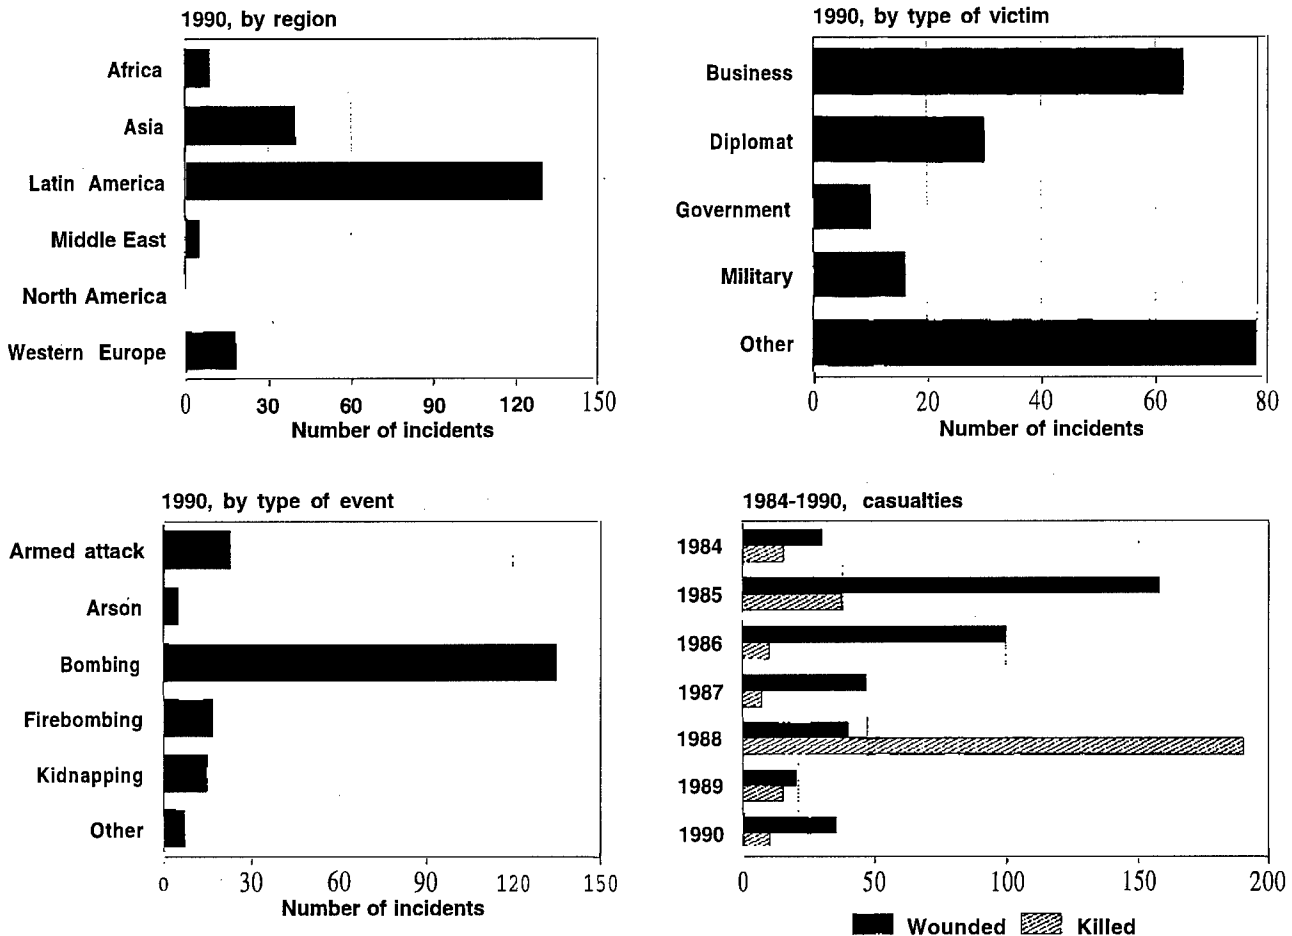 1990, by region
Africa
Asia
Latin America
Middle East
North America
Western Europe
0 30 60 90 120 150
Number of incidents
1990, by type of victim
Business
Diplomat
Government
Military
Other
0 20 40 60 80
Number of incidents
1990, by type of event
Armed attack
Arson
Bombing
Firebombing
Kidnapping
Other
0 30 60 90 120 150
Number of incidents
1984-1990, casualties
1984
1985
1986
1987
1988
1989
1990
0 50 100 150 200
Wounded Killed